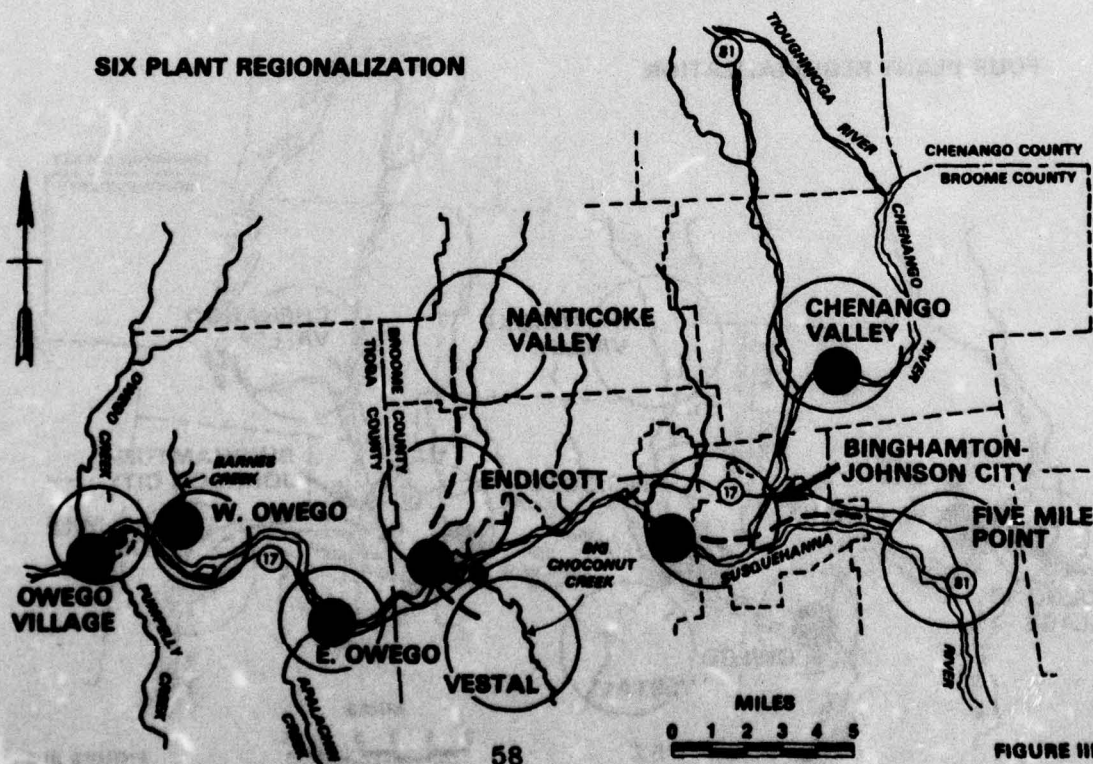 SIX PLANT REGIONALIZATION
81
TIOUGHNIOGA
RIVER
CHENANGO COUNTY
BROOME COUNTY
CHENANGO
RIVER
NANTICOKE
VALLEY
CHENANGO
VALLEY
BROOME
TIOGA
COUNTY
COUNTY
OWEGO
CREEK
BARNES
CREEK
W. OWEGO
ENDICOTT
17
BINGHAMTON-
JOHNSON CITY
FIVE MILE
POINT
BIG
CHOCONUT
CREEK
SUSQUEHANNA
81
RIVER
17
OWEGO
VILLAGE
PUMPELLY
CREEK
E. OWEGO
APALACHIN
CREEK
VESTAL
MILES
0 1 2 3 4 5
58
FIGURE III